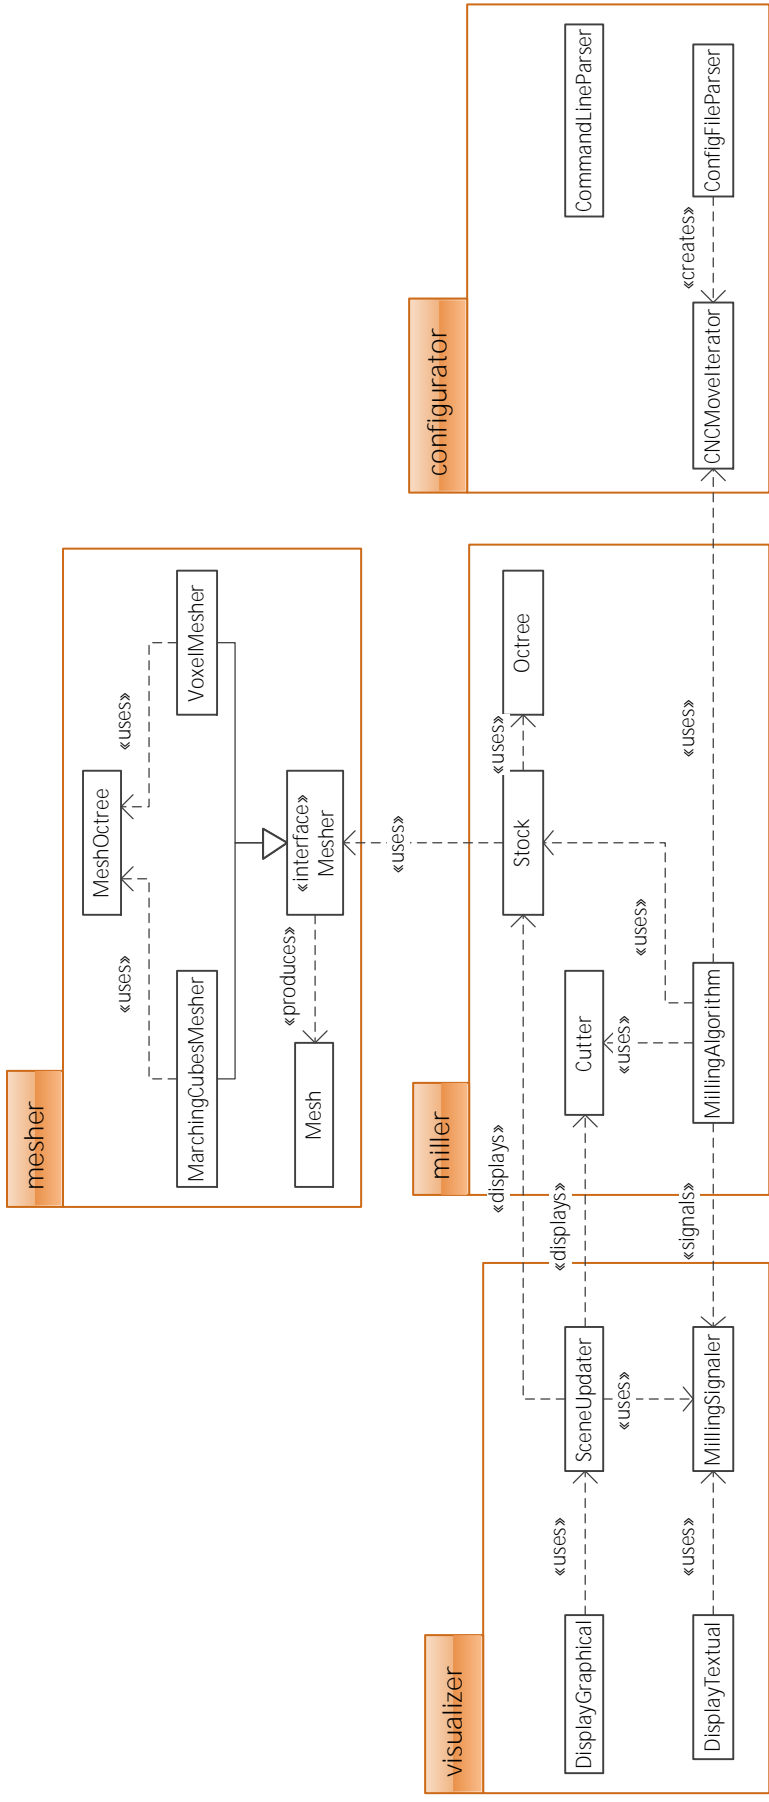 mesher
MeshOctree
«uses»
«uses»
MarchingCubesMesher
VoxelMesher
Mesh
«produces»
«interface»
Mesher
«uses»
visualizer
DisplayGraphical
«uses»
SceneUpdater
«uses»
DisplayTextual
«uses»
MillingSignaler
«displays»
«displays»
«signals»
miller
Stock
«uses»
Octree
Cutter
«uses»
«uses»
MillingAlgorithm
«uses»
configurator
CommandLineParser
CNCMoveIterator
«creates»
ConfigFileParser